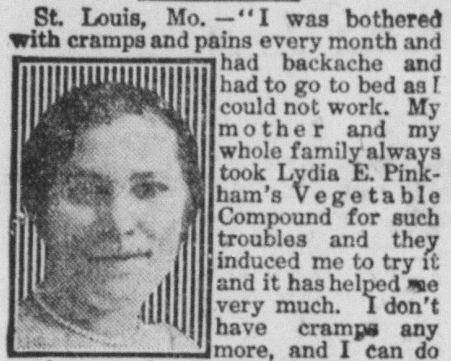 St. Louis, Mo. —"I was bothered
with cramps and pains every month and
had backache and
had to go to bed as I
could not work. My
mother and my
whole family always
took Lydia E. Pink-
ham's Vegetable
Compound for such
troubles and they
induced me to try it
and it has helped me
very much. I don't
have cramps any
more, and I can do